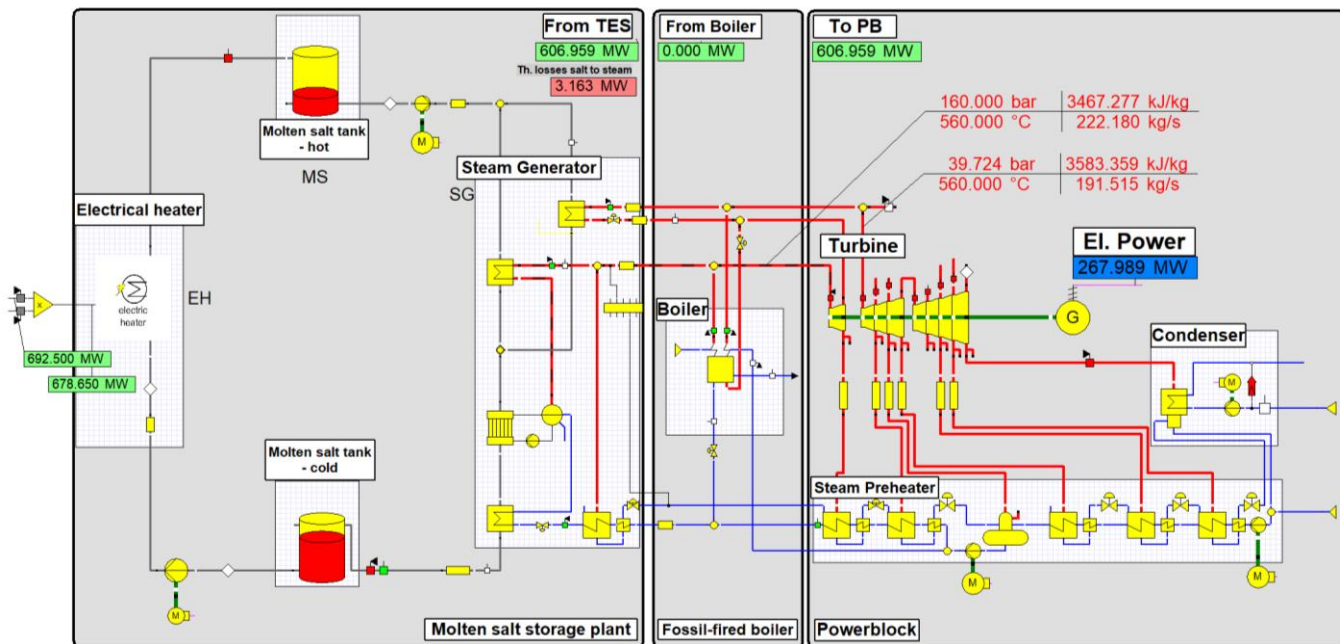 From TES
606.959 MW
Th. losses salt to steam
3.163 MW
From Boiler
0.000 MW
To PB
606.959 MW
160.000 bar
3467.277 kJ/kg
560.000 °C
222.180 kg/s
39.724 bar
3583.359 kJ/kg
560.000 °C
191.515 kg/s
Molten salt tank
- hot
MS
M
Steam Generator
SG
Electrical heater
electric
heater
EH
x
692.500 MW
678.650 MW
Turbine
El. Power
267.989 MW
G
Boiler
Condenser
M
Molten salt tank
- cold
Steam Preheater
M
M
M
Molten salt storage plant
Fossil-fired boiler
Powerblock